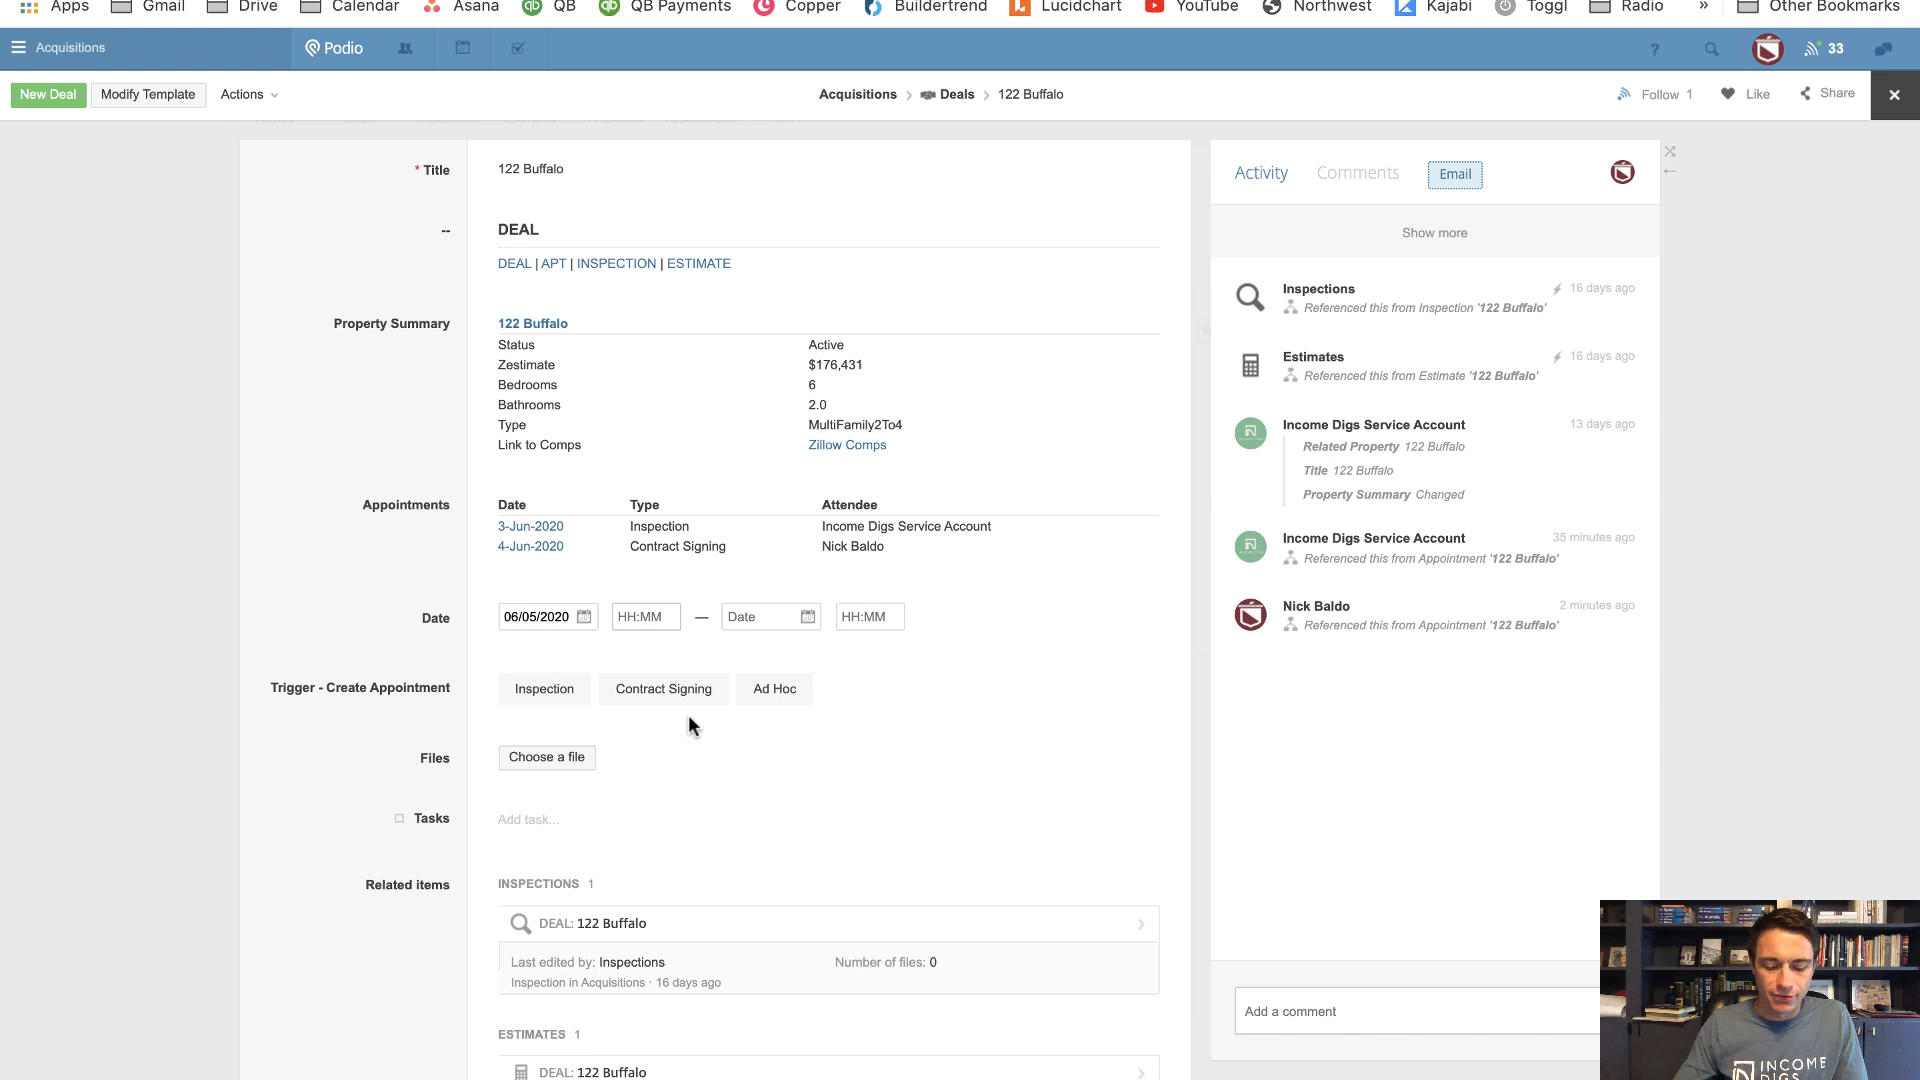 Apps Gmail Drive Calendar Asana QB QB Payments Copper Buildertrend Lucidchart YouTube Northwest Kajabi Toggl Radio » Other Bookmarks
Acquisitions Podio ? 33
New Deal Modify Template Actions Acquisitions Deals 122 Buffalo Follow 1 Like Share
* Title 122 Buffalo
-- DEAL
DEAL | APT | INSPECTION | ESTIMATE
Property Summary 122 Buffalo
Status Active
Zestimate $176,431
Bedrooms 6
Bathrooms 2.0
Type MultiFamily2To4
Link to Comps Zillow Comps
Appointments Date Type Attendee
3-Jun-2020 Inspection Income Digs Service Account
4-Jun-2020 Contract Signing Nick Baldo
Date 06/05/2020 HH:MM — Date HH:MM
Trigger - Create Appointment Inspection Contract Signing Ad Hoc
Files Choose a file
Tasks Add task...
Related items INSPECTIONS 1
DEAL: 122 Buffalo
Last edited by: Inspections Number of files: 0
Inspection in Acquisitions · 16 days ago
ESTIMATES 1
DEAL: 122 Buffalo
Activity Comments Email
Show more
Inspections 16 days ago
Referenced this from Inspection '122 Buffalo'
Estimates 16 days ago
Referenced this from Estimate '122 Buffalo'
Income Digs Service Account 13 days ago
Related Property 122 Buffalo
Title 122 Buffalo
Property Summary Changed
Income Digs Service Account 35 minutes ago
Referenced this from Appointment '122 Buffalo'
Nick Baldo 2 minutes ago
Referenced this from Appointment '122 Buffalo'
Add a comment
INCOME
DIGS